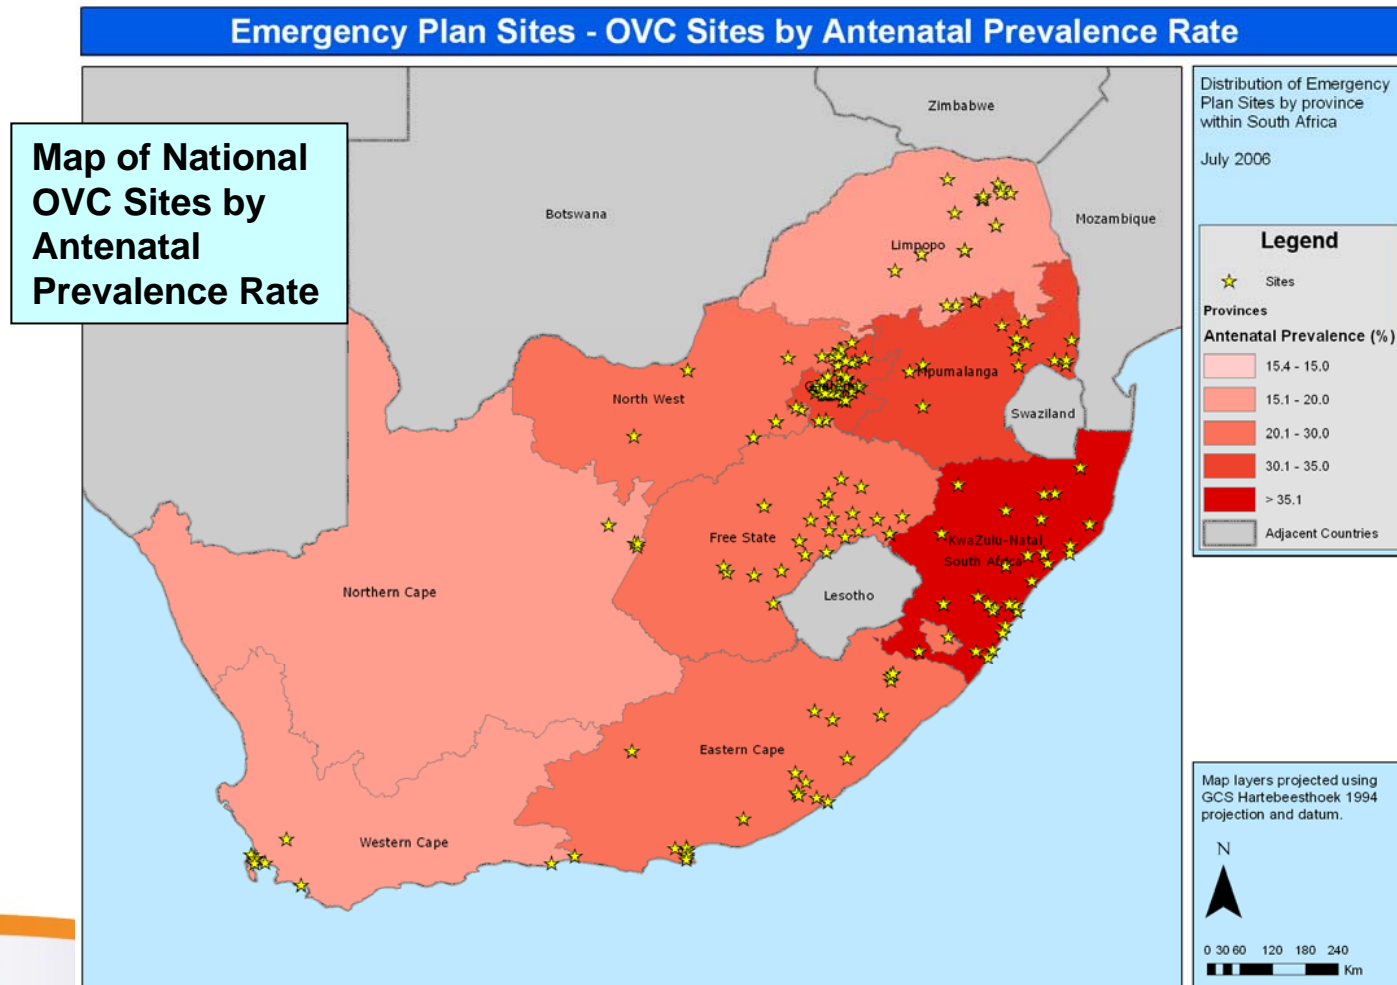 Emergency Plan Sites - OVC Sites by Antenatal Prevalence Rate
Map of National
OVC Sites by
Antenatal
Prevalence Rate
Zimbabwe
Botswana
Mozambique
Limpopo
North West
Mpumalanga
Swaziland
Free State
KwaZulu-Natal
South Africa
Lesotho
Northern Cape
Eastern Cape
Western Cape
Distribution of Emergency
Plan Sites by province
within South Africa
July 2006
Legend
Sites
Provinces
Antenatal Prevalence (%)
15.4 - 15.0
15.1 - 20.0
20.1 - 30.0
30.1 - 35.0
> 35.1
Adjacent Countries
Map layers projected using
GCS Hartebeesthoek 1994
projection and datum.
N
0 30 60 120 180 240
Km